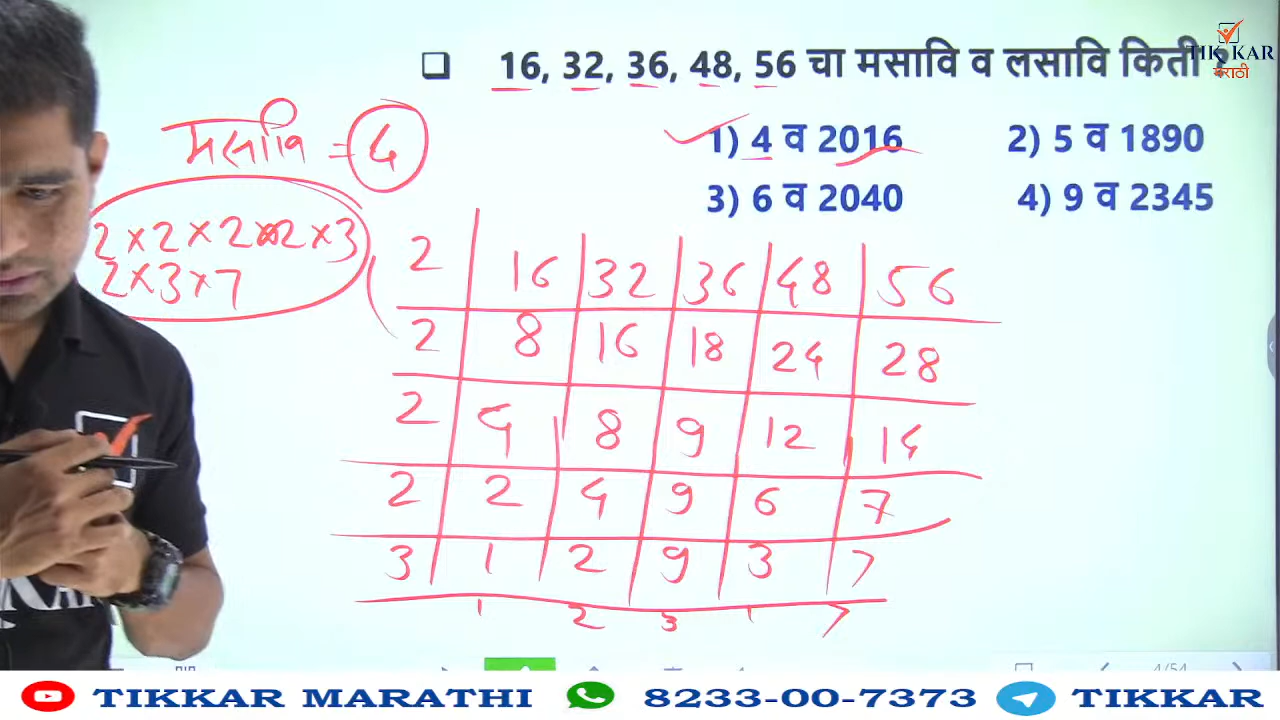 16, 32, 36, 48, 56 चा मसावि व लसावि किती ?
TIKKAR
मराठी
मसावि = 4
1) 4 व 2016 2) 5 व 1890
3) 6 व 2040 4) 9 व 2345
2×2×2×2×3
2×3×7
2 16 32 36 48 56
2 8 16 18 24 28
2 4 8 9 12 14
2 2 4 9 6 7
3 1 2 9 3 7
1 2 3 1 7
4/54
TIKKAR MARATHI 8233-00-7373 TIKKAR